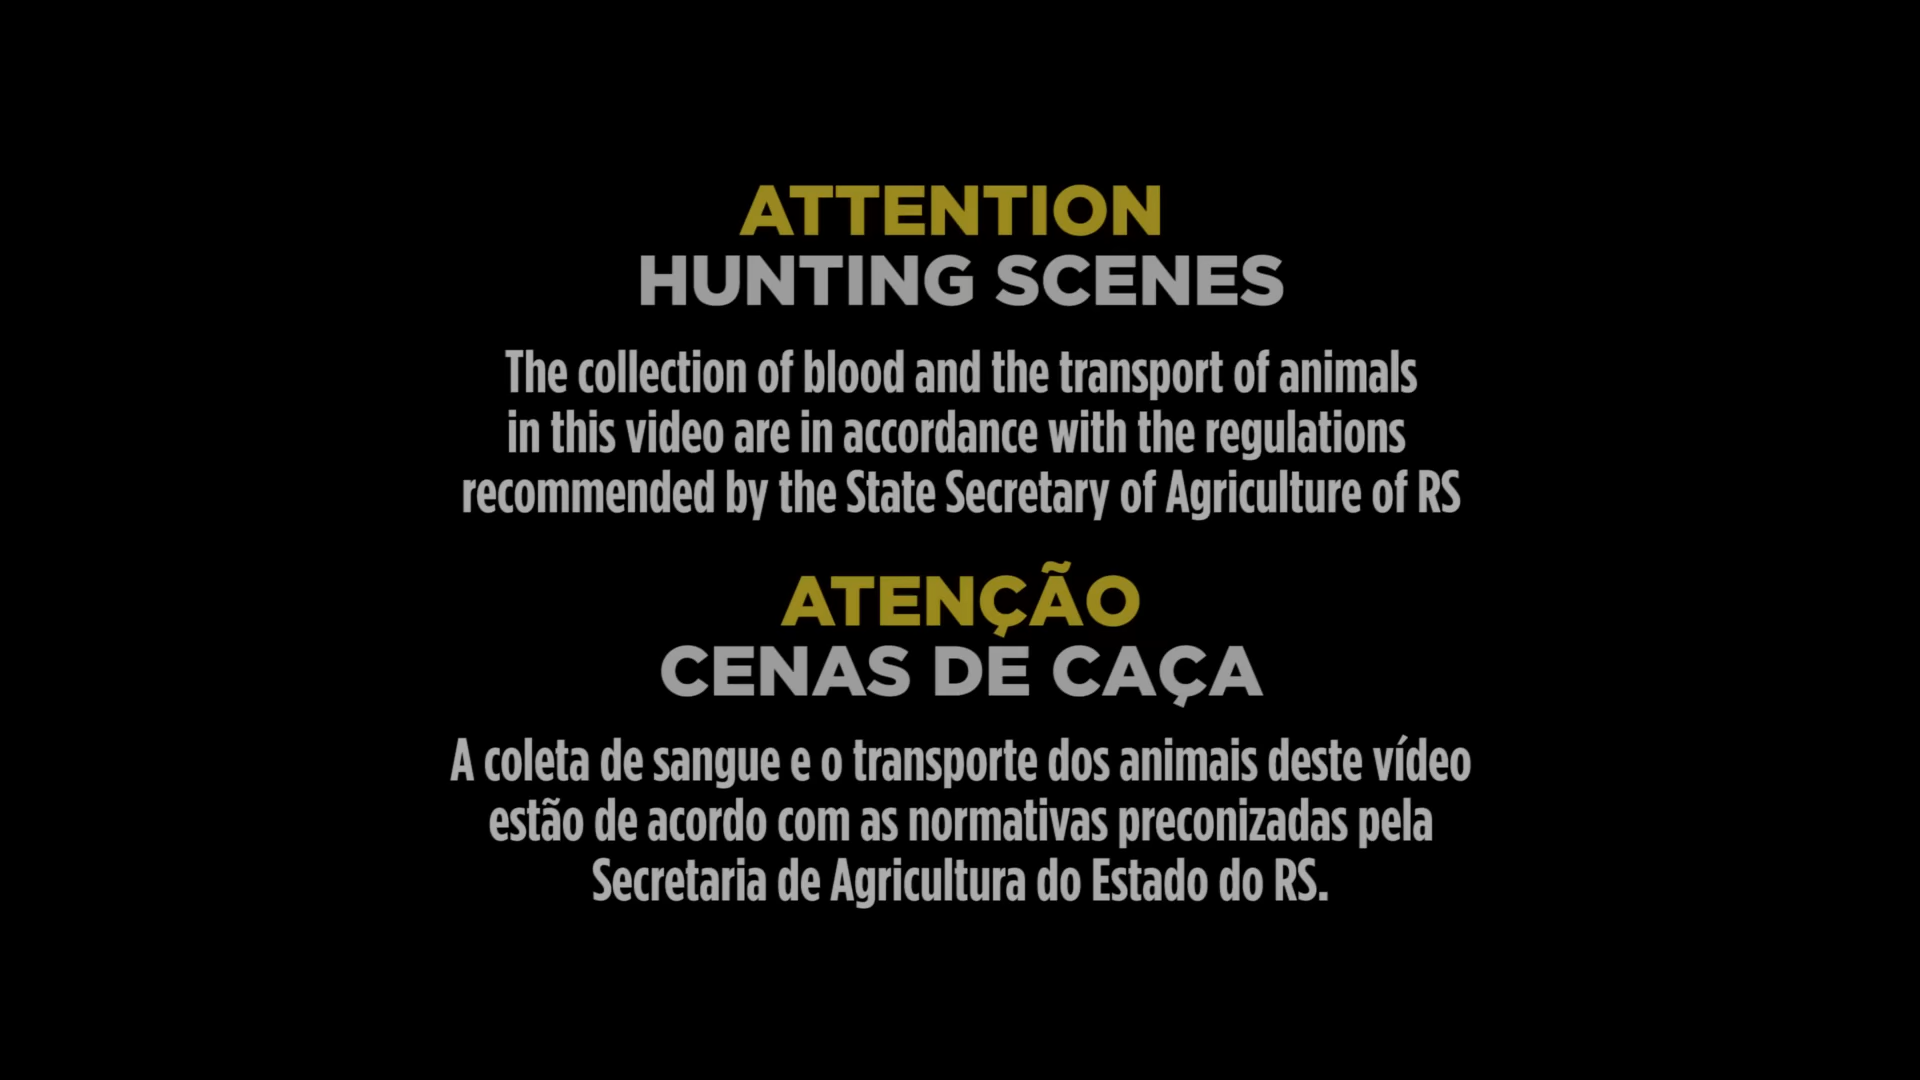 ATTENTION
HUNTING SCENES
The collection of blood and the transport of animals
in this video are in accordance with the regulations
recommended by the State Secretary of Agriculture of RS
ATENÇÃO
CENAS DE CAÇA
A coleta de sangue e o transporte dos animais deste vídeo
estão de acordo com as normativas preconizadas pela
Secretaria de Agricultura do Estado do RS.